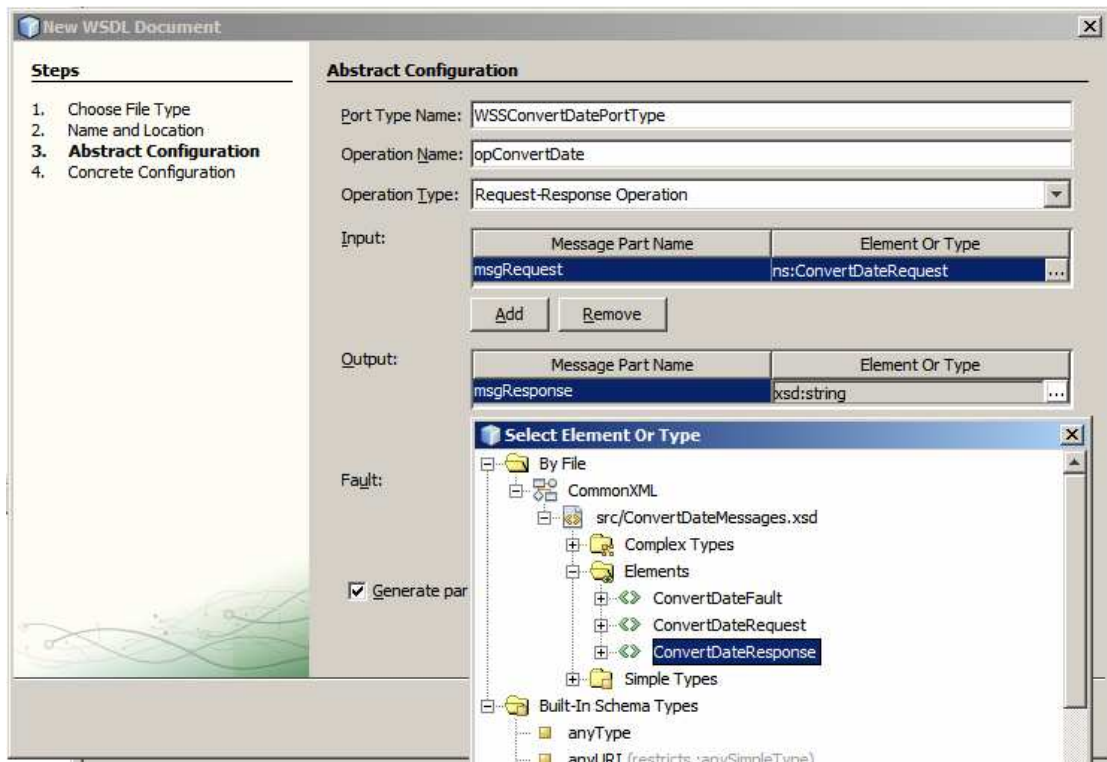 New WSDL Document
Steps
1. Choose File Type
2. Name and Location
3. Abstract Configuration
4. Concrete Configuration
Abstract Configuration
Port Type Name: WSSConvertDatePortType
Operation Name: opConvertDate
Operation Type: Request-Response Operation
Input:
Message Part Name Element Or Type
msgRequest ns:ConvertDateRequest ...
Add Remove
Output:
Message Part Name Element Or Type
msgResponse xsd:string ...
Select Element Or Type
By File
Fault:
CommonXML
src/ConvertDateMessages.xsd
Complex Types
Elements
Generate par
ConvertDateFault
ConvertDateRequest
ConvertDateResponse
Simple Types
Built-In Schema Types
anyType
anyURI (restricts :anySimpleType)